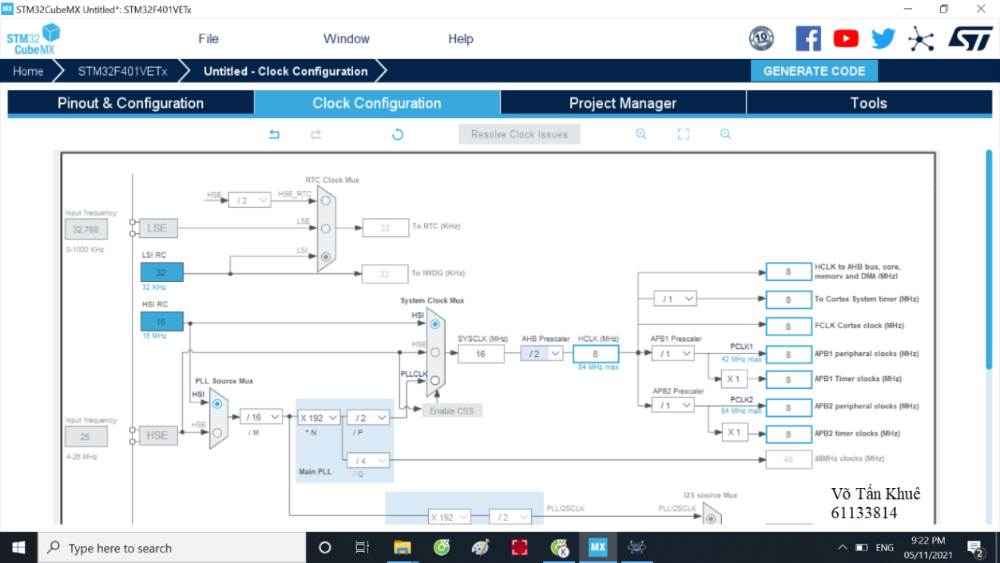 MX STM32CubeMX Untitled*: STM32F401VETx
STM32
CubeMX
File
Window
Help
10
ST
Home
STM32F401VETx
Untitled - Clock Configuration
GENERATE CODE
Pinout & Configuration
Clock Configuration
Project Manager
Tools
Resolve Clock Issues
RTC Clock Mux
HSE
/ 2
HSE_RTC
Input frequency
32.768
0-1000 KHz
LSE
LSE
32
To RTC (KHz)
LSI RC
LSI
32
32 KHz
32
To IWDG (KHz)
8
HCLK to AHB bus, core,
memory and DMA (MHz)
HSI RC
16
16 MHz
System Clock Mux
HSI
/ 1
8
To Cortex System timer (MHz)
8
FCLK Cortex clock (MHz)
HSE
SYSCLK (MHz)
16
AHB Prescaler
/ 2
HCLK (MHz)
8
84 MHz max
APB1 Prescaler
/ 1
PCLK1
42 MHz max
8
APB1 peripheral clocks (MHz)
PLLCLK
X 1
8
APB1 Timer clocks (MHz)
PLL Source Mux
HSI
HSE
APB2 Prescaler
/ 1
PCLK2
84 MHz max
8
APB2 peripheral clocks (MHz)
Enable CSS
X 1
8
APB2 timer clocks (MHz)
Input frequency
25
4-26 MHz
HSE
/ 16
/ M
X 192
* N
/ 2
/ P
/ 4
/ Q
Main PLL
48
48MHz clocks (MHz)
X 192
/ 2
PLLI2SCLK
I2S source Mux
PLLI2SCLK
Võ Tấn Khuê
61133814
Type here to search
K
MX
ENG
9:22 PM
05/11/2021
2